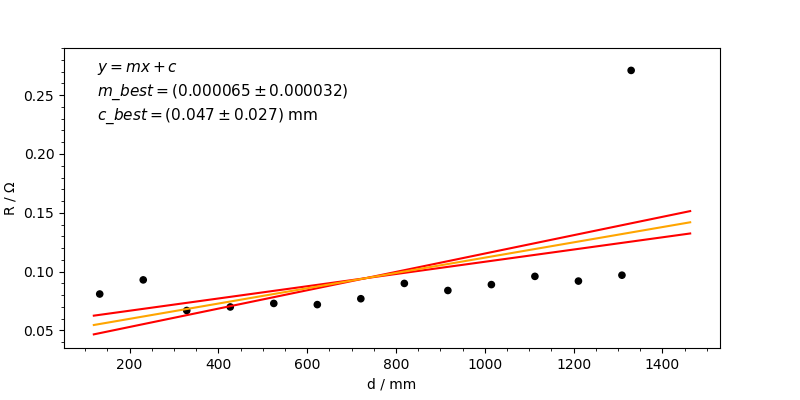 y = mx + c
m_best = (0.000065 ± 0.000032)
c_best = (0.047 ± 0.027) mm
R / Ω
0.25
0.20
0.15
0.10
0.05
200 400 600 800 1000 1200 1400
d / mm